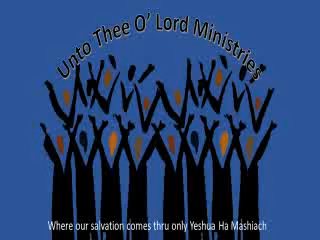 Unto Thee O' Lord Ministries
Where our salvation comes thru only Yeshua Ha Mashiach